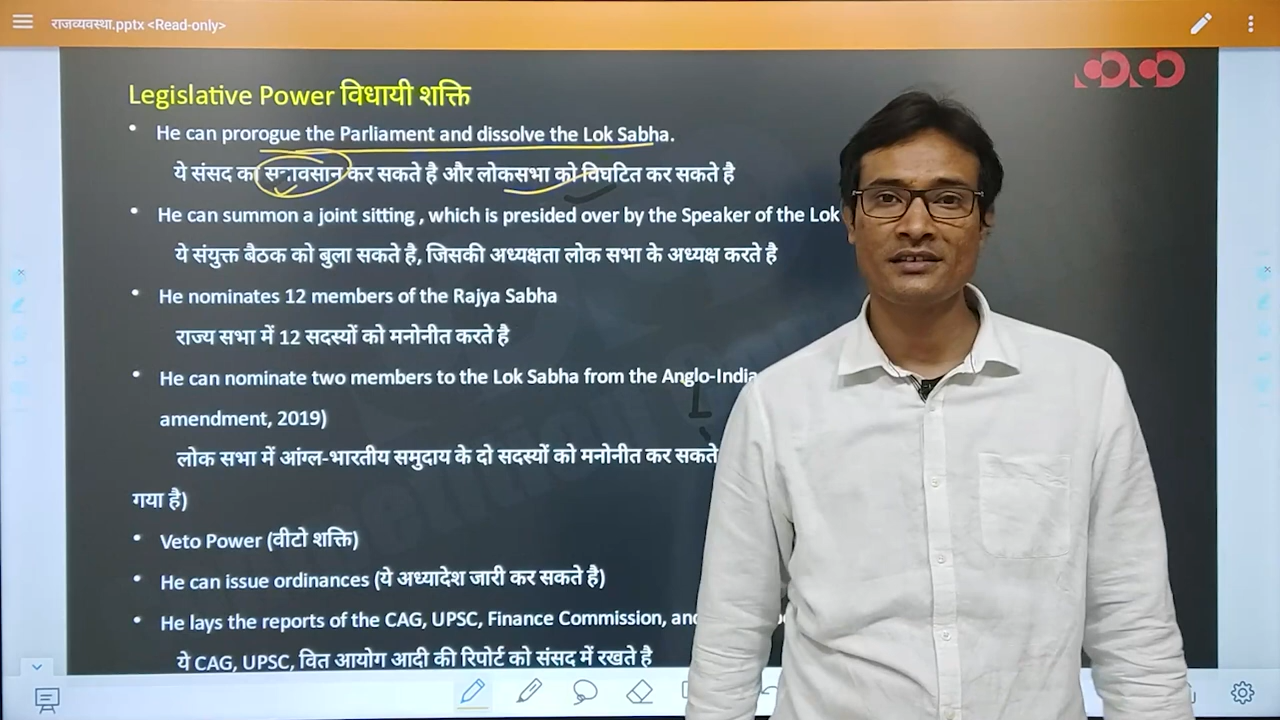 राजव्यवस्था.pptx <Read-only>
Legislative Power विधायी शक्ति
• He can prorogue the Parliament and dissolve the Lok Sabha.
ये संसद का सत्रावसान कर सकते है और लोकसभा को विघटित कर सकते है
• He can summon a joint sitting , which is presided over by the Speaker of the Lok
ये संयुक्त बैठक को बुला सकते है, जिसकी अध्यक्षता लोक सभा के अध्यक्ष करते है
• He nominates 12 members of the Rajya Sabha
राज्य सभा में 12 सदस्यों को मनोनीत करते है
• He can nominate two members to the Lok Sabha from the Anglo-India
amendment, 2019)
लोक सभा में आंग्ल-भारतीय समुदाय के दो सदस्यों को मनोनीत कर सकते
गया है)
• Veto Power (वीटो शक्ति)
• He can issue ordinances (ये अध्यादेश जारी कर सकते है)
• He lays the reports of the CAG, UPSC, Finance Commission, and
ये CAG, UPSC, वित आयोग आदी की रिपोर्ट को संसद में रखते है